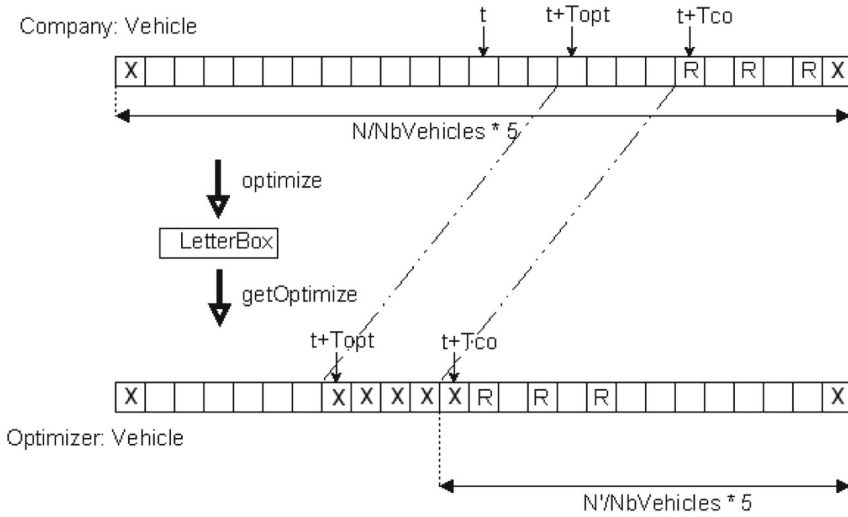 t t+Topt t+Tco
Company: Vehicle
X R R R X
N/NbVehicles * 5
optimize
LetterBox
getOptimize
t+Topt t+Tco
X X X X X X R R R X
Optimizer: Vehicle
N'/NbVehicles * 5